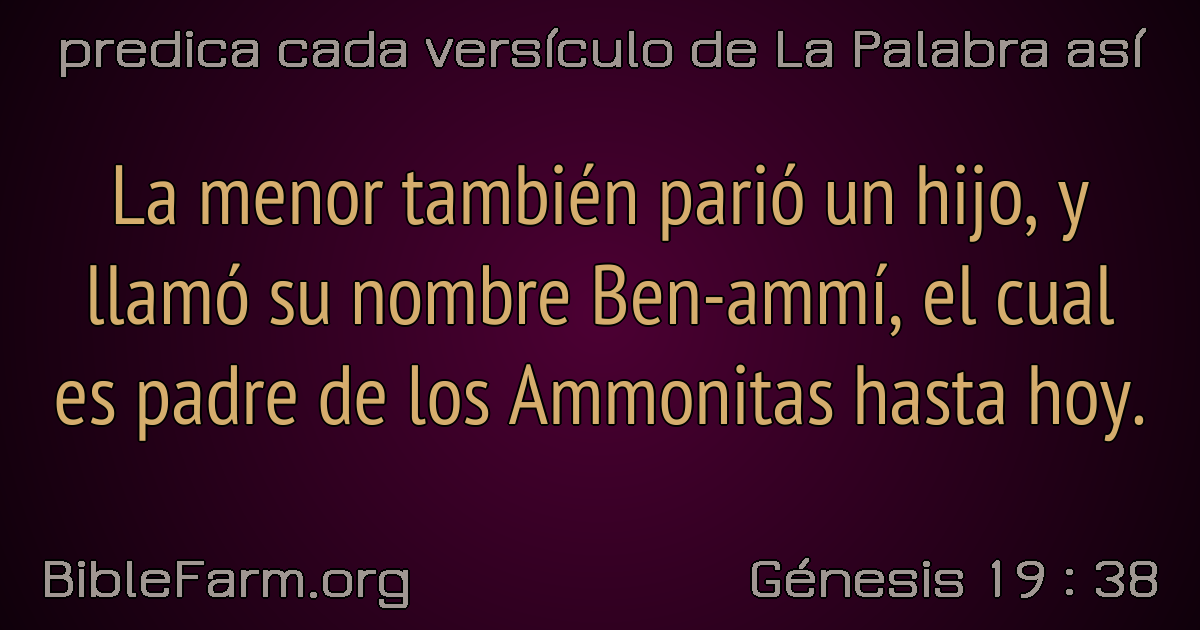 predica cada versículo de La Palabra así
La menor también parió un hijo, y
llamó su nombre Ben-ammí, el cual
es padre de los Ammonitas hasta hoy.
BibleFarm.org
Génesis 19 : 38